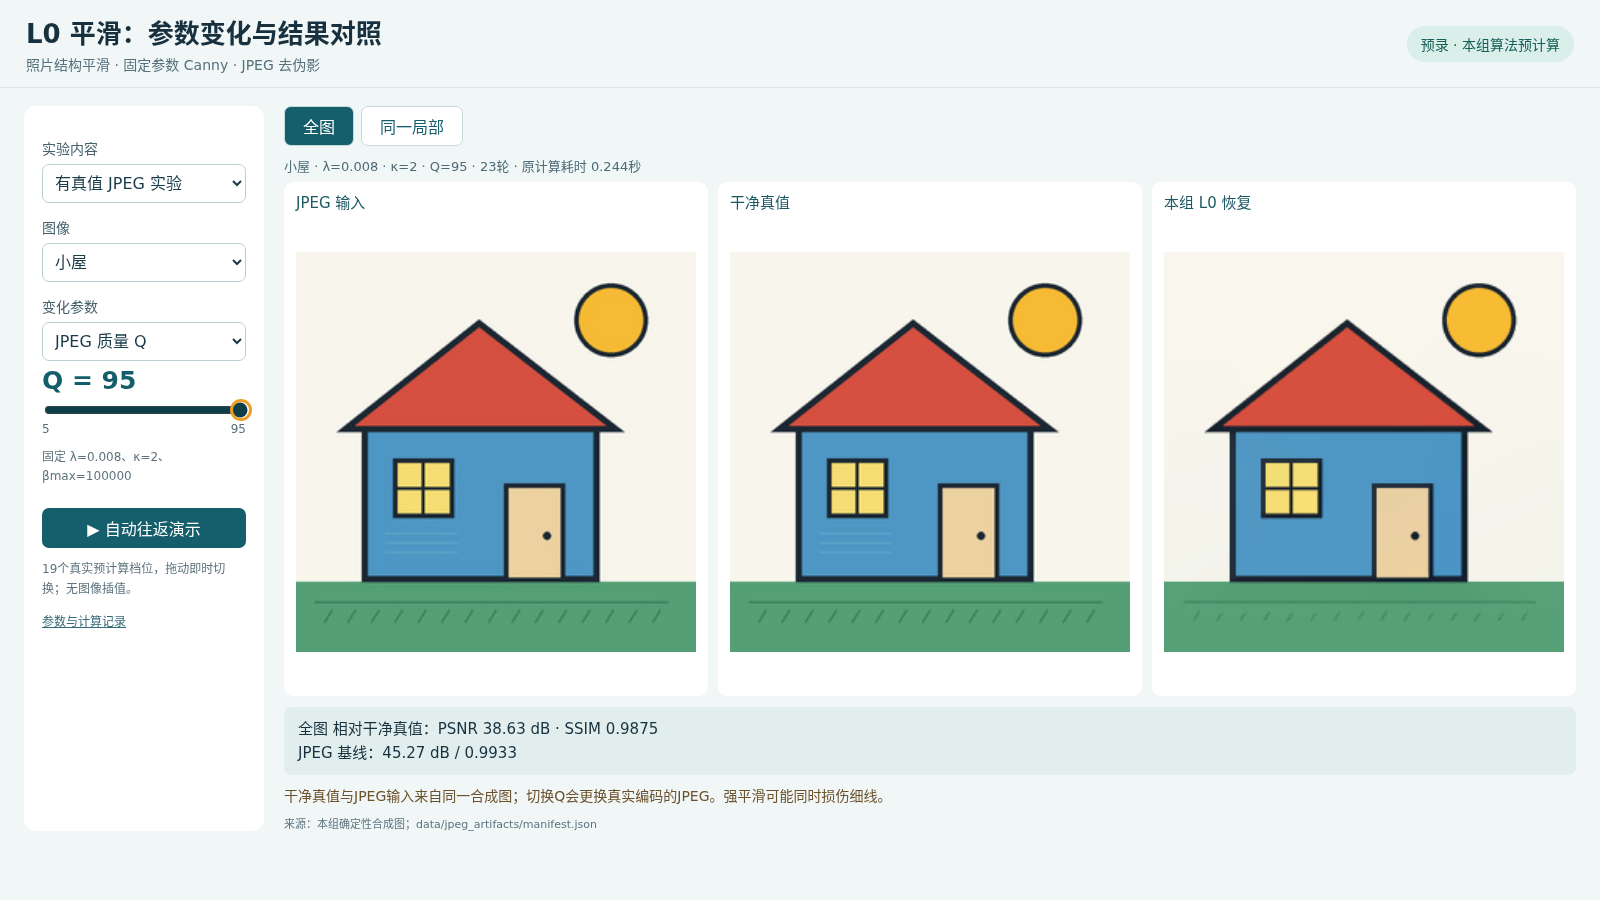 L0 平滑：参数变化与结果对照
照片结构平滑 · 固定参数 Canny · JPEG 去伪影
预录 · 本组算法预计算
实验内容
有真值 JPEG 实验
图像
小屋
变化参数
JPEG 质量 Q
Q = 95
5 95
固定 λ=0.008、κ=2、
βmax=100000
▶ 自动往返演示
19个真实预计算档位，拖动即时切
换；无图像插值。
参数与计算记录
全图 同一局部
小屋 · λ=0.008 · κ=2 · Q=95 · 23轮 · 原计算耗时 0.244秒
JPEG 输入
干净真值
本组 L0 恢复
全图 相对干净真值：PSNR 38.63 dB · SSIM 0.9875
JPEG 基线：45.27 dB / 0.9933
干净真值与JPEG输入来自同一合成图；切换Q会更换真实编码的JPEG。强平滑可能同时损伤细线。
来源：本组确定性合成图；data/jpeg_artifacts/manifest.json